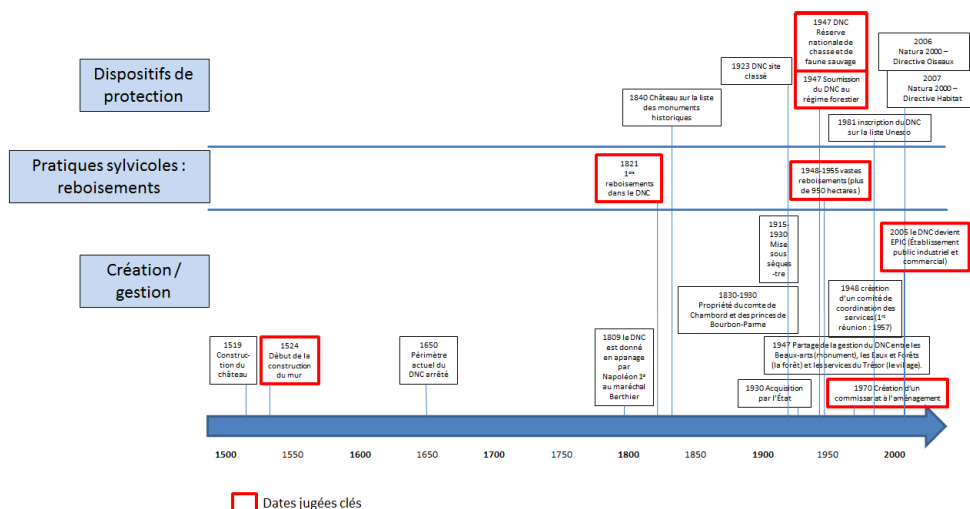 Dispositifs de
protection
1947 DNC
Réserve
nationale de
chasse et de
faune sauvage
1947 Soumission
du DNC au
régime forestier
1923 DNC site
classé
1840 Château sur la liste
des monuments
historiques
2006
Natura 2000 –
Directive Oiseaux
2007
Natura 2000 –
Directive Habitat
1981 inscription du DNC
sur la liste Unesco
Pratiques sylvicoles :
reboisements
1821
1ers
reboisements
dans le DNC
1948-1955 vastes
reboisements (plus
de 950 hectares )
Création /
gestion
1915-
1930
Mise
sous
séques
-tre
2005 le DNC devient
EPIC (Établissement
public industriel et
commercial)
1830-1930
Propriété du comte de
Chambord et des princes de
Bourbon-Parme
1948 création
d'un comité de
coordination des
services (1re
réunion : 1957)
1519
Construc-
tion du
château
1524
Début de la
construction
du mur
1650
Périmètre
actuel du
DNC arrêté
1809 le DNC
est donné
en apanage
par
Napoléon 1er
au maréchal
Berthier
1947 Partage de la gestion du DNC entre les
Beaux-arts (monument), les Eaux et Forêts
(la forêt) et les services du Trésor (le village).
1930 Acquisition
par l'État
1970 Création d'un
commissariat à l'aménagement
1500 1550 1600 1650 1700 1750 1800 1850 1900 1950 2000
Dates jugées clés